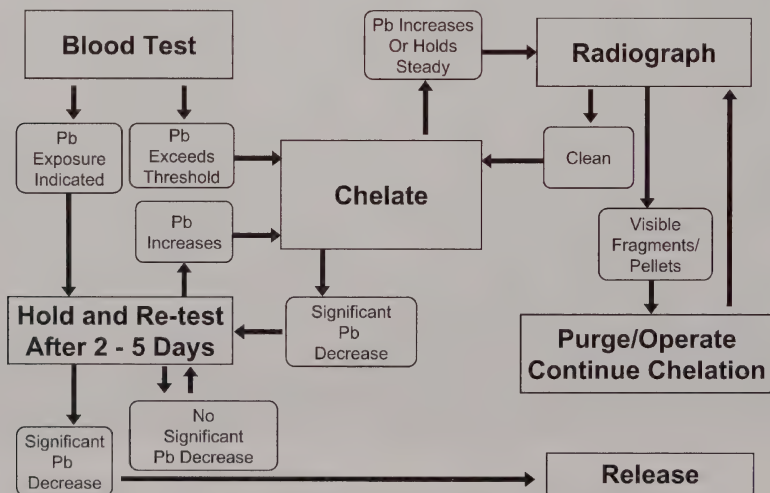 Blood Test
Pb
Exposure
Indicated
Pb
Exceeds
Threshold
Pb Increases
Or Holds
Steady
Radiograph
Clean
Chelate
Pb
Increases
Visible
Fragments/
Pellets
Hold and Re-test
After 2 - 5 Days
Significant
Pb
Decrease
Purge/Operate
Continue Chelation
No
Significant
Pb Decrease
Significant
Pb
Decrease
Release